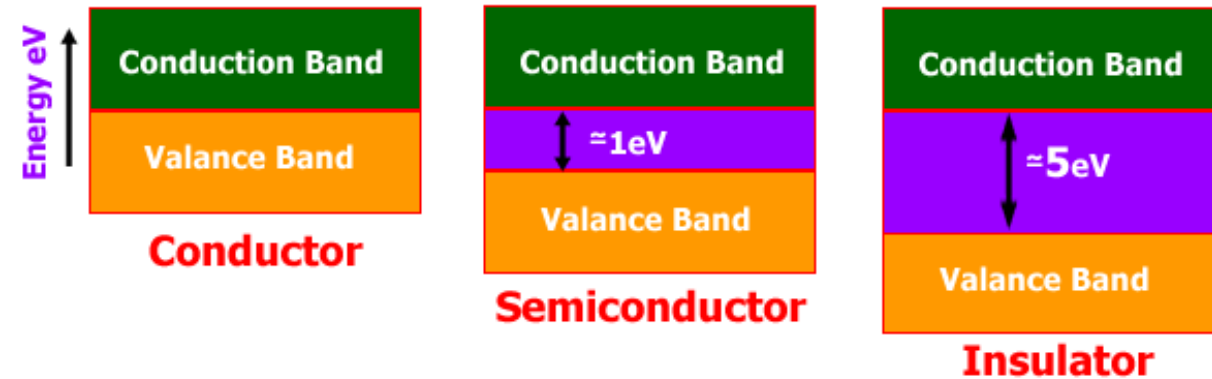 Energy eV
Conduction Band
Valance Band
Conductor
Conduction Band
≃1eV
Valance Band
Semiconductor
Conduction Band
≃5eV
Valance Band
Insulator